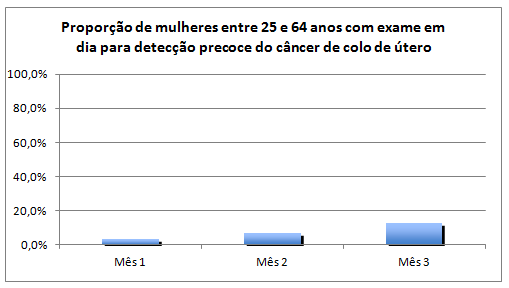 Proporção de mulheres entre 25 e 64 anos com exame em
dia para detecção precoce do câncer de colo de útero
100,0%
80,0%
60,0%
40,0%
20,0%
0,0%
Mês 1
Mês 2
Mês 3